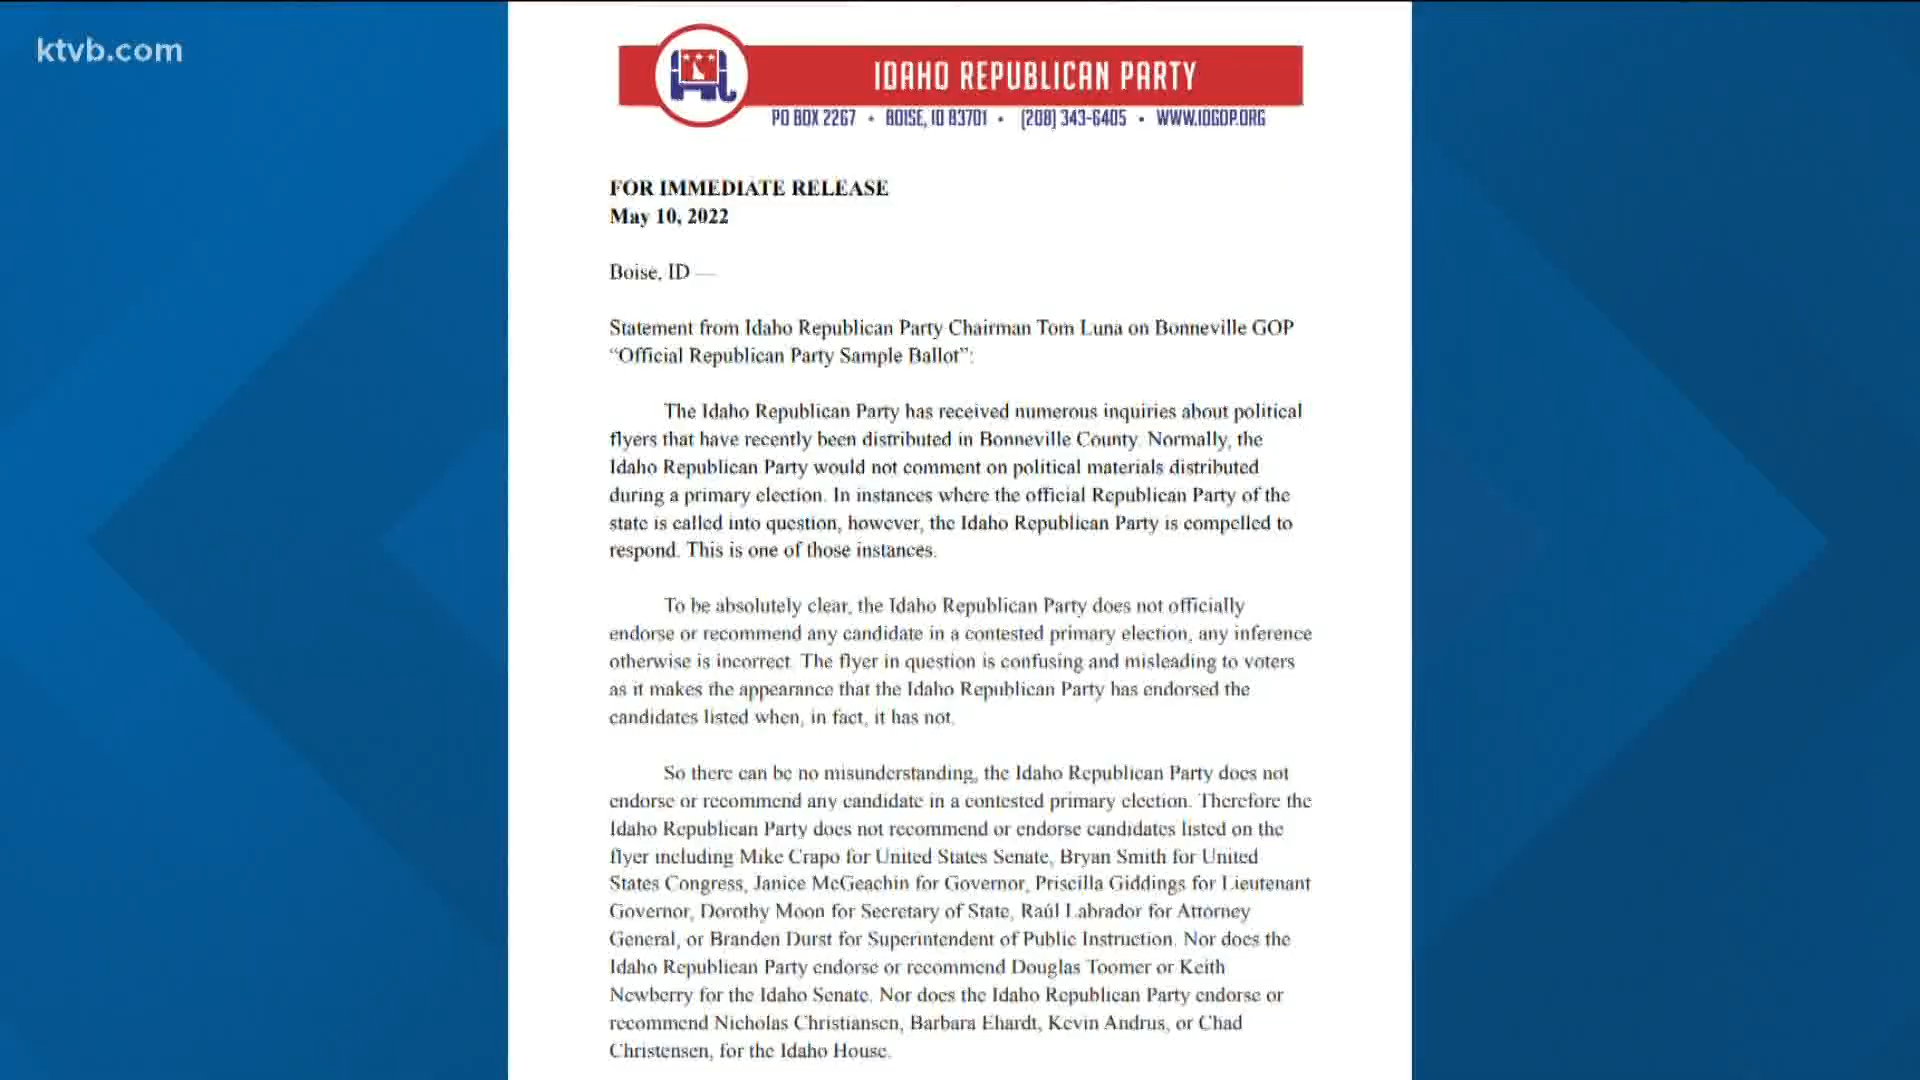 ktvb.com
IDAHO REPUBLICAN PARTY
PO BOX 2267 • BOISE, ID 83701 • (208) 343-6405 • WWW.IDGOP.ORG
FOR IMMEDIATE RELEASE
May 10, 2022
Boise, ID —
Statement from Idaho Republican Party Chairman Tom Luna on Bonneville GOP
“Official Republican Party Sample Ballot”:
The Idaho Republican Party has received numerous inquiries about political
flyers that have recently been distributed in Bonneville County. Normally, the
Idaho Republican Party would not comment on political materials distributed
during a primary election. In instances where the official Republican Party of the
state is called into question, however, the Idaho Republican Party is compelled to
respond. This is one of those instances.
To be absolutely clear, the Idaho Republican Party does not officially
endorse or recommend any candidate in a contested primary election, any inference
otherwise is incorrect. The flyer in question is confusing and misleading to voters
as it makes the appearance that the Idaho Republican Party has endorsed the
candidates listed when, in fact, it has not.
So there can be no misunderstanding, the Idaho Republican Party does not
endorse or recommend any candidate in a contested primary election. Therefore the
Idaho Republican Party does not recommend or endorse candidates listed on the
flyer including Mike Crapo for United States Senate, Bryan Smith for United
States Congress, Janice McGeachin for Governor, Priscilla Giddings for Lieutenant
Governor, Dorothy Moon for Secretary of State, Raúl Labrador for Attorney
General, or Branden Durst for Superintendent of Public Instruction. Nor does the
Idaho Republican Party endorse or recommend Douglas Toomer or Keith
Newberry for the Idaho Senate. Nor does the Idaho Republican Party endorse or
recommend Nicholas Christiansen, Barbara Ehardt, Kevin Andrus, or Chad
Christensen, for the Idaho House.